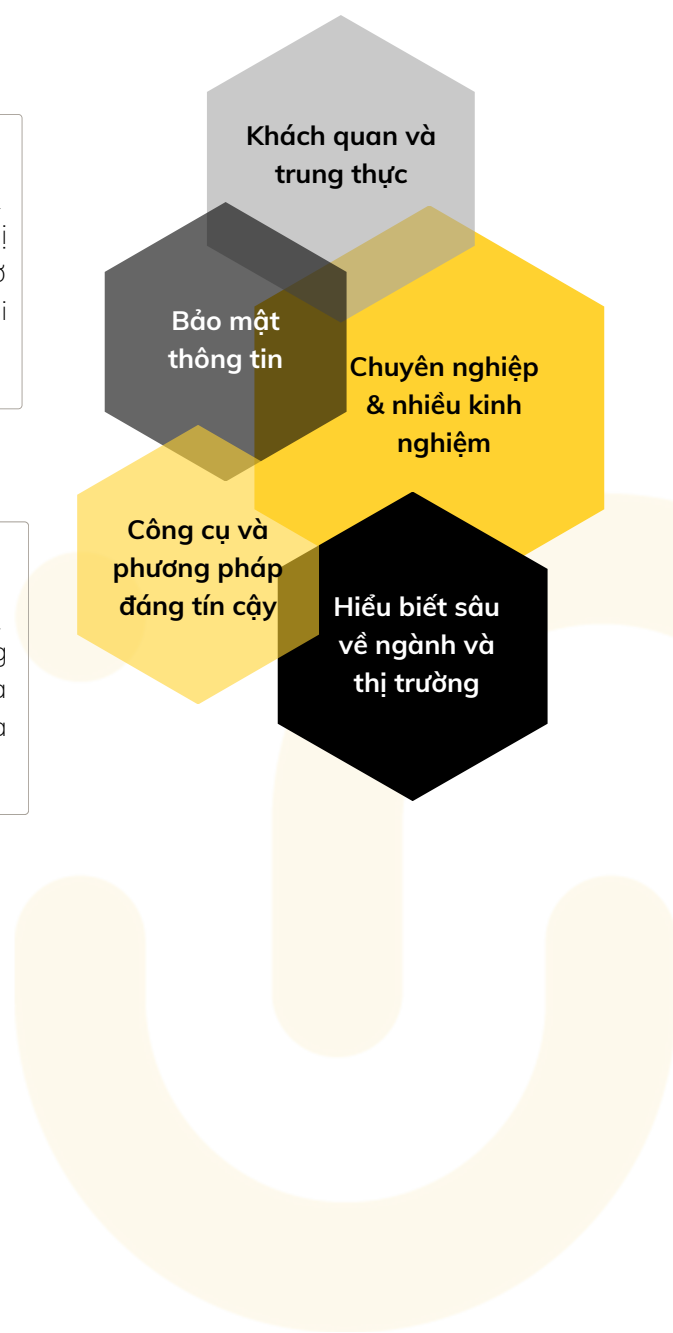 Khách quan và
trung thực
Bảo mật
thông tin
Chuyên nghiệp
& nhiều kinh
nghiệm
Công cụ và
phương pháp
đáng tín cậy
Hiểu biết sâu
về ngành và
thị trường